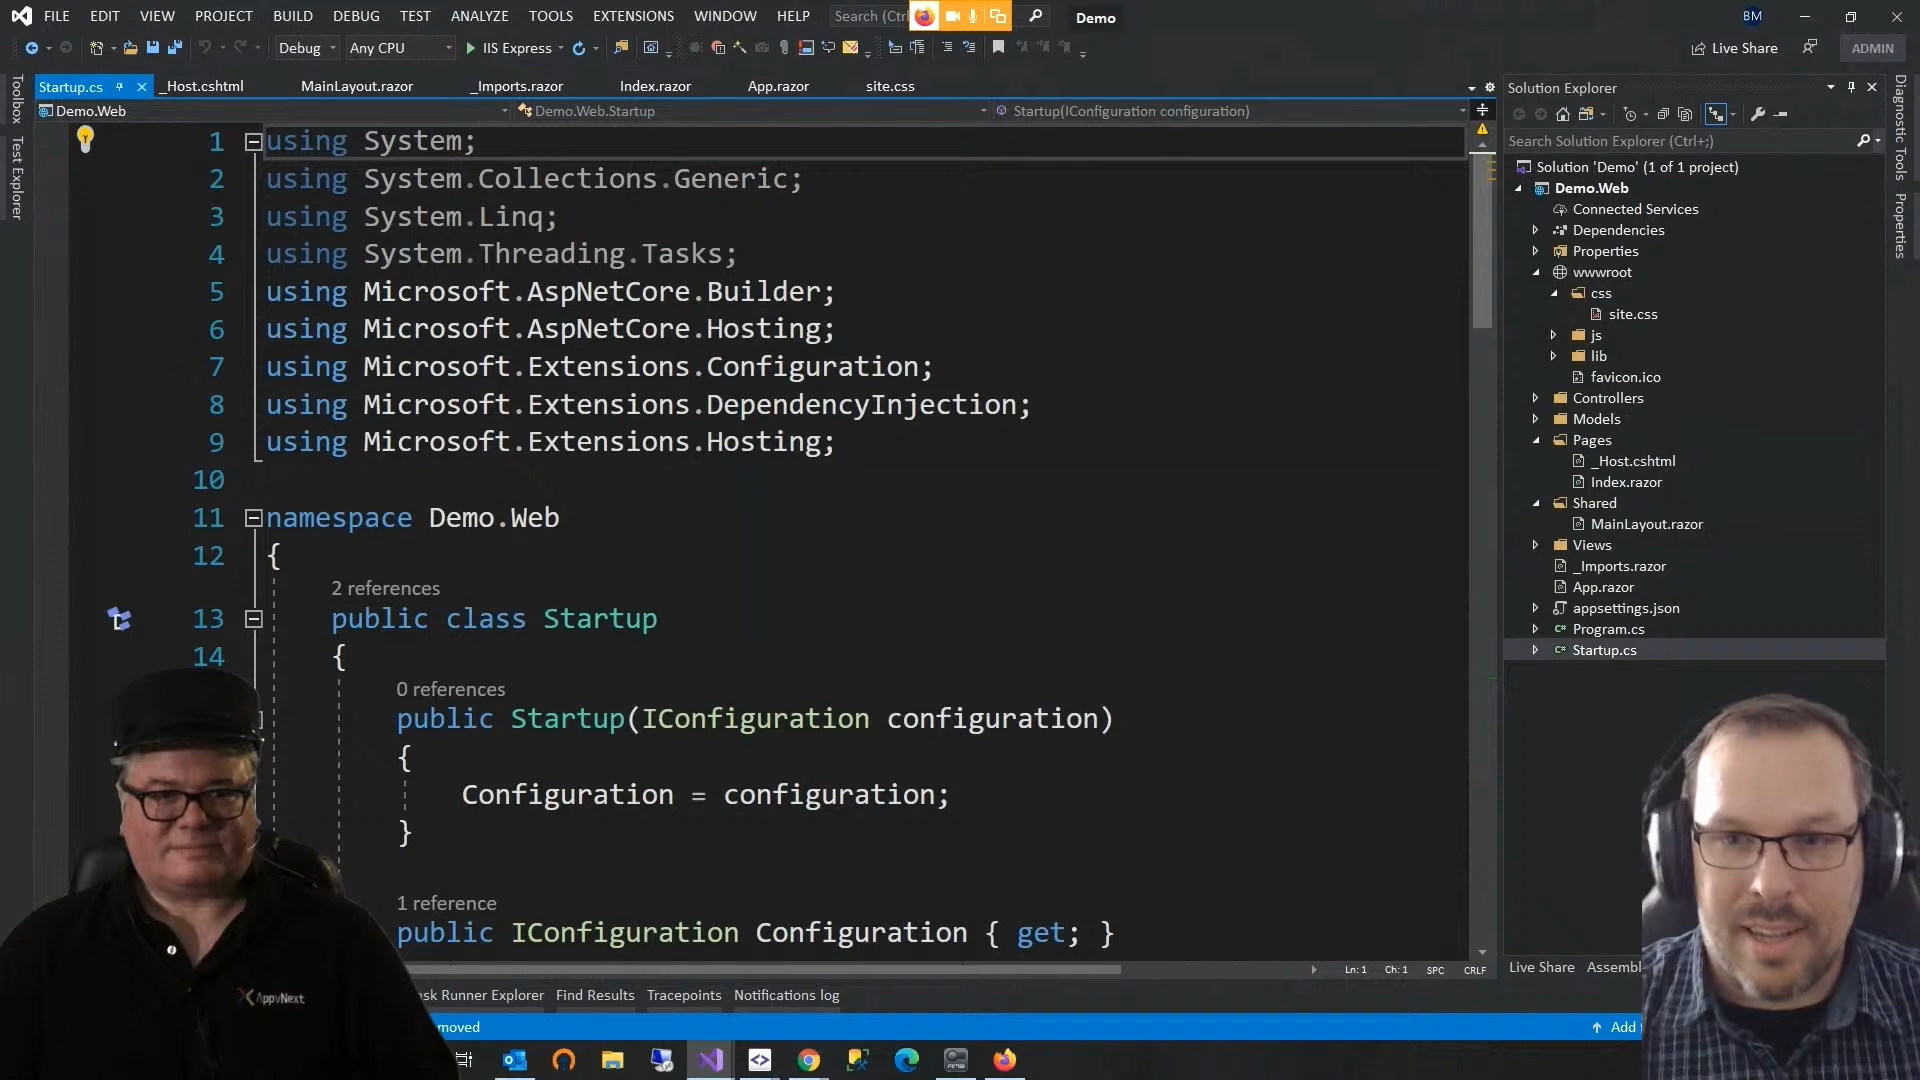 FILE EDIT VIEW PROJECT BUILD DEBUG TEST ANALYZE TOOLS EXTENSIONS WINDOW HELP Search (Ctrl Demo BM
Debug Any CPU IIS Express Live Share ADMIN
Startup.cs _Host.cshtml MainLayout.razor _Imports.razor Index.razor App.razor site.css
Demo.Web Demo.Web.Startup Startup(IConfiguration configuration)
Toolbox
Test Explorer
1 using System;
2 using System.Collections.Generic;
3 using System.Linq;
4 using System.Threading.Tasks;
5 using Microsoft.AspNetCore.Builder;
6 using Microsoft.AspNetCore.Hosting;
7 using Microsoft.Extensions.Configuration;
8 using Microsoft.Extensions.DependencyInjection;
9 using Microsoft.Extensions.Hosting;
10
11 namespace Demo.Web
12 {
2 references
13 public class Startup
14 {
0 references
public Startup(IConfiguration configuration)
{
Configuration = configuration;
}
1 reference
public IConfiguration Configuration { get; }
Ln: 1 Ch: 1 SPC CRLF
Solution Explorer
Search Solution Explorer (Ctrl+;)
Solution 'Demo' (1 of 1 project)
Demo.Web
Connected Services
Dependencies
Properties
wwwroot
css
site.css
js
lib
favicon.ico
Controllers
Models
Pages
_Host.cshtml
Index.razor
Shared
MainLayout.razor
Views
_Imports.razor
App.razor
appsettings.json
Program.cs
Startup.cs
Diagnostic Tools
Properties
Live Share Assembl
sk Runner Explorer Find Results Tracepoints Notifications log
moved Add
AppvNext